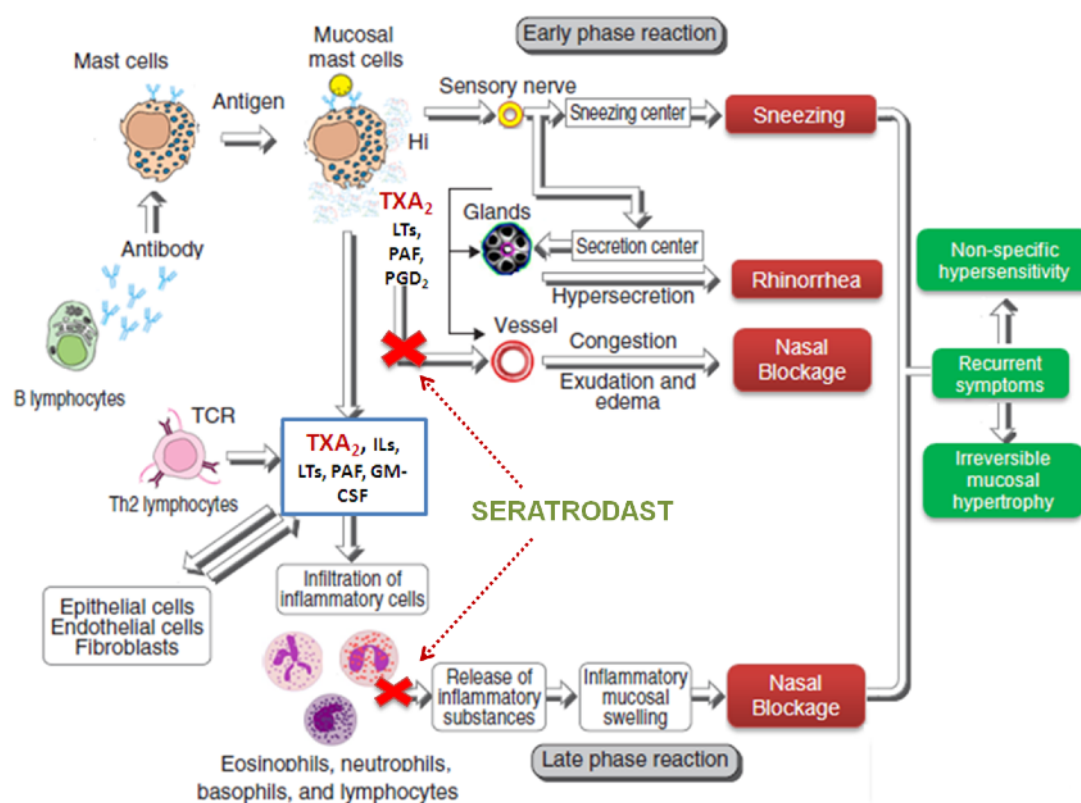 Early phase reaction
Mast cells
Mucosal
mast cells
Antigen
Sensory nerve
Sneezing center
Sneezing
Hi
TXA₂
LTs,
PAF,
PGD₂
Glands
Secretion center
Antibody
Hypersecretion
Rhinorrhea
Non-specific
hypersensitivity
Vessel
Congestion
Exudation and
edema
Nasal
Blockage
Recurrent
symptoms
B lymphocytes
TCR
Th2 lymphocytes
TXA₂, ILs,
LTs, PAF, GM-
CSF
Irreversible
mucosal
hypertrophy
SERATRODAST
Infiltration of
inflammatory cells
Epithelial cells
Endothelial cells
Fibroblasts
Release of
inflammatory
substances
Inflammatory
mucosal
swelling
Nasal
Blockage
Eosinophils, neutrophils,
basophils, and lymphocytes
Late phase reaction